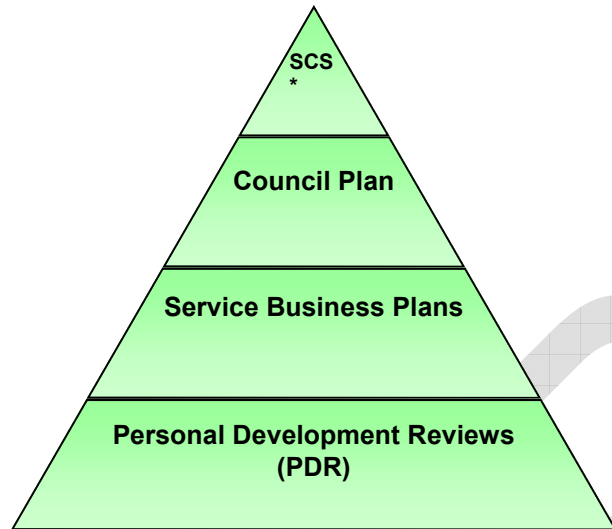 SCS
*
Council Plan
Service Business Plans
Personal Development Reviews
(PDR)